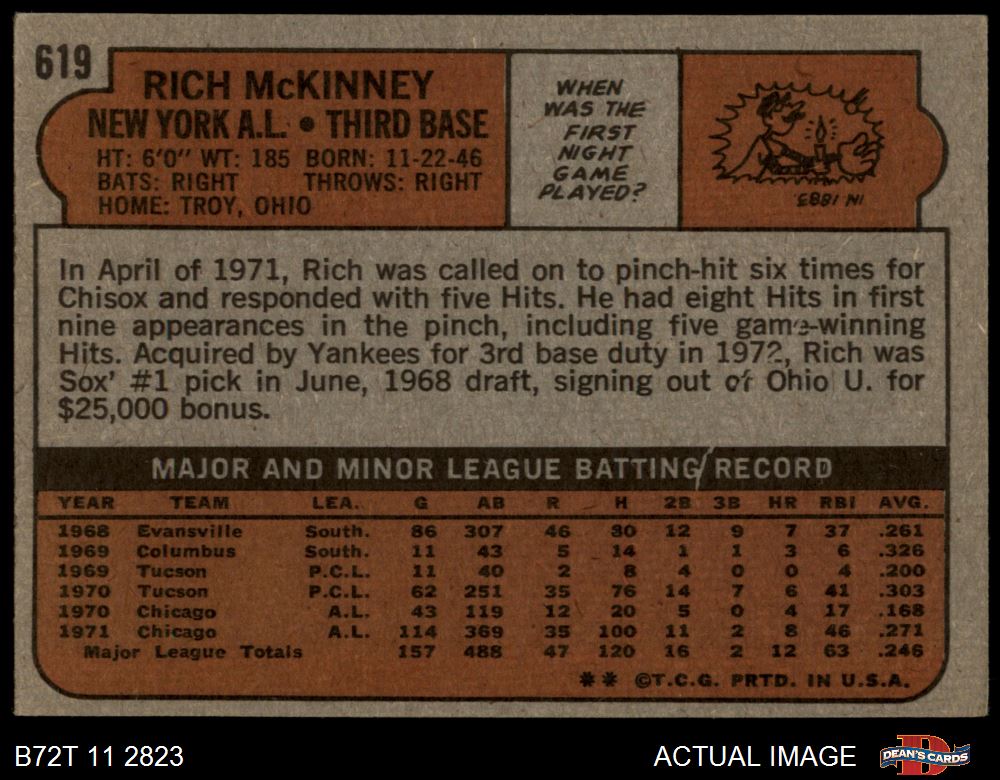 619
RICH McKINNEY
NEW YORK A.L. • THIRD BASE
HT: 6'0" WT: 185 BORN: 11-22-46
BATS: RIGHT THROWS: RIGHT
HOME: TROY, OHIO
WHEN
WAS THE
FIRST
NIGHT
GAME
PLAYED?
IN 1883
In April of 1971, Rich was called on to pinch-hit six times for
Chisox and responded with five Hits. He had eight Hits in first
nine appearances in the pinch, including five game-winning
Hits. Acquired by Yankees for 3rd base duty in 1972, Rich was
Sox' #1 pick in June, 1968 draft, signing out of Ohio U. for
$25,000 bonus.
MAJOR AND MINOR LEAGUE BATTING RECORD
YEAR TEAM LEA. G AB R H 2B 3B HR RBI AVG.
1968 Evansville South. 86 307 46 80 12 9 7 37 .261
1969 Columbus South. 11 43 5 14 1 1 3 6 .326
1969 Tucson P.C.L. 11 40 2 8 4 0 0 4 .200
1970 Tucson P.C.L. 62 251 35 76 14 7 6 41 .303
1970 Chicago A.L. 43 119 12 20 5 0 4 17 .168
1971 Chicago A.L. 114 369 35 100 11 2 8 46 .271
Major League Totals 157 488 47 120 16 2 12 63 .246
** ©T.C.G. PRTD. IN U.S.A.
B72T 11 2823
ACTUAL IMAGE
DEAN'S CARDS